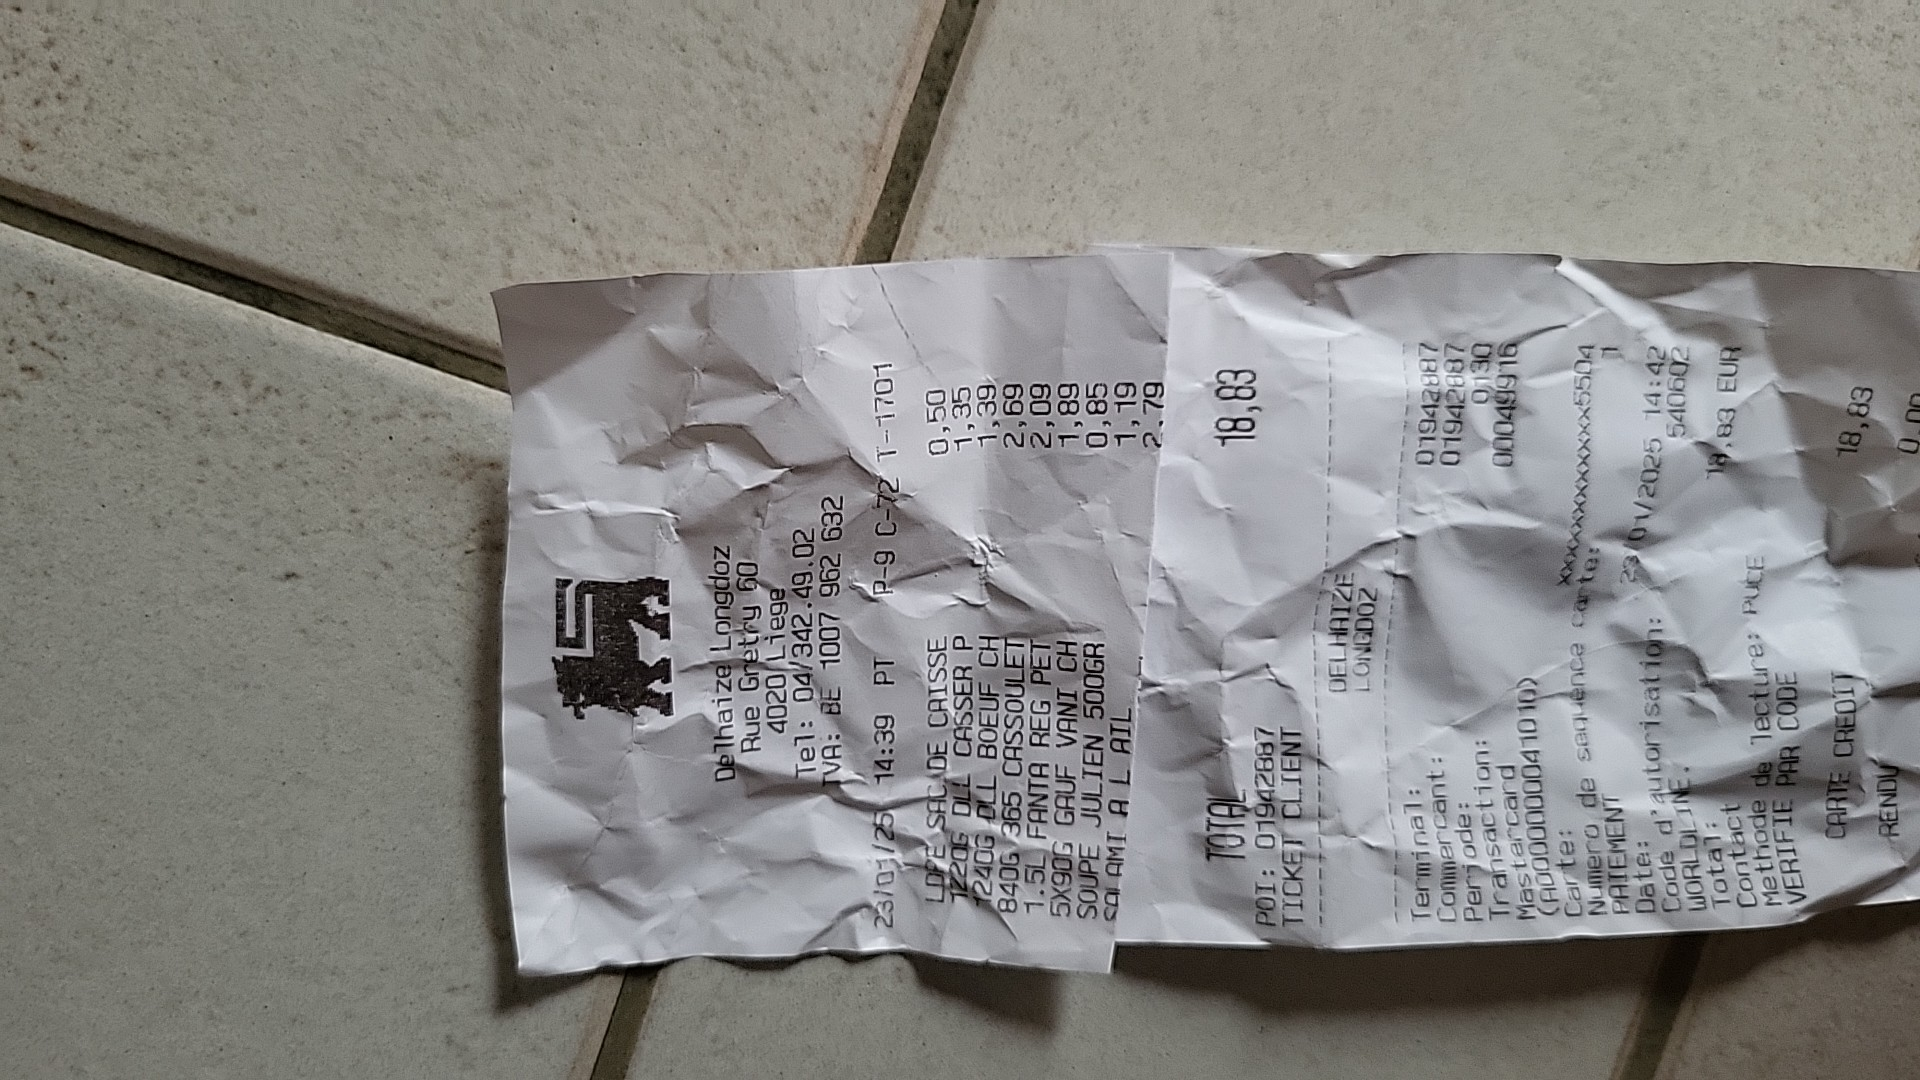 Delhaize Longdoz
Rue Gretry 60
4020 Liege
Tel: 04/342.49.02
TVA: BE 1007 962 632
23/01/25 14:39 PT P-9 C-72 T-1701
LDPE SAC DE CAISSE 0,50
1220G DLL CASSER P 1,35
1240G DLL BOEUF CH 1,39
840G 365 CASSOULET 2,69
1.5L FANTA REG PET 2,09
5X90G GAUF VANI CH 1,89
SOUPE JULIEN 500GR 0,85
SALAMI A L AIL 1,19
2,79
TOTAL 18,83
POI: 01942887
TICKET CLIENT
DELHAIZE
LONGDOZ
Terminal: 01942887
Commercant: 01942887
Periode: 0130
Transaction: 00049916
Mastercard
(A0000000041010)
Carte: xxxxxxxxxxxxxxx5504
Numero de sequence carte: 1
PAIEMENT
Date: 23/01/2025 14:42
Code d'autorisation: 540602
WORLDLINE.
Total: 18,83 EUR
Contact
Methode de lecture: PUCE
VERIFIE PAR CODE
CARTE CREDIT 18,83
RENDU 0,00